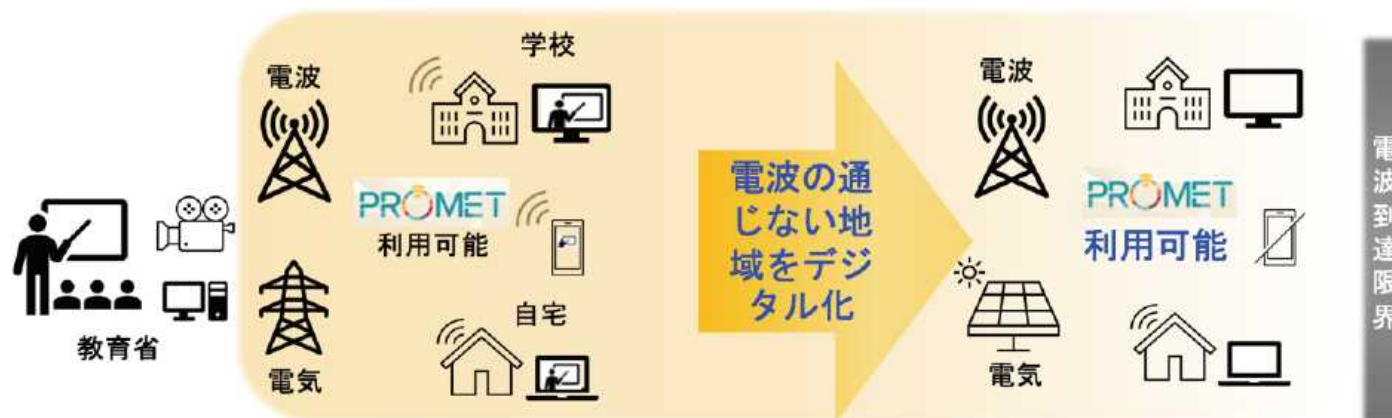 学校
電波
PROMET
利用可能
教育省
自宅
電気
電波の通
じない地
域をデジ
タル化
電波
PROMET
利用可能
電気
電波到達限界